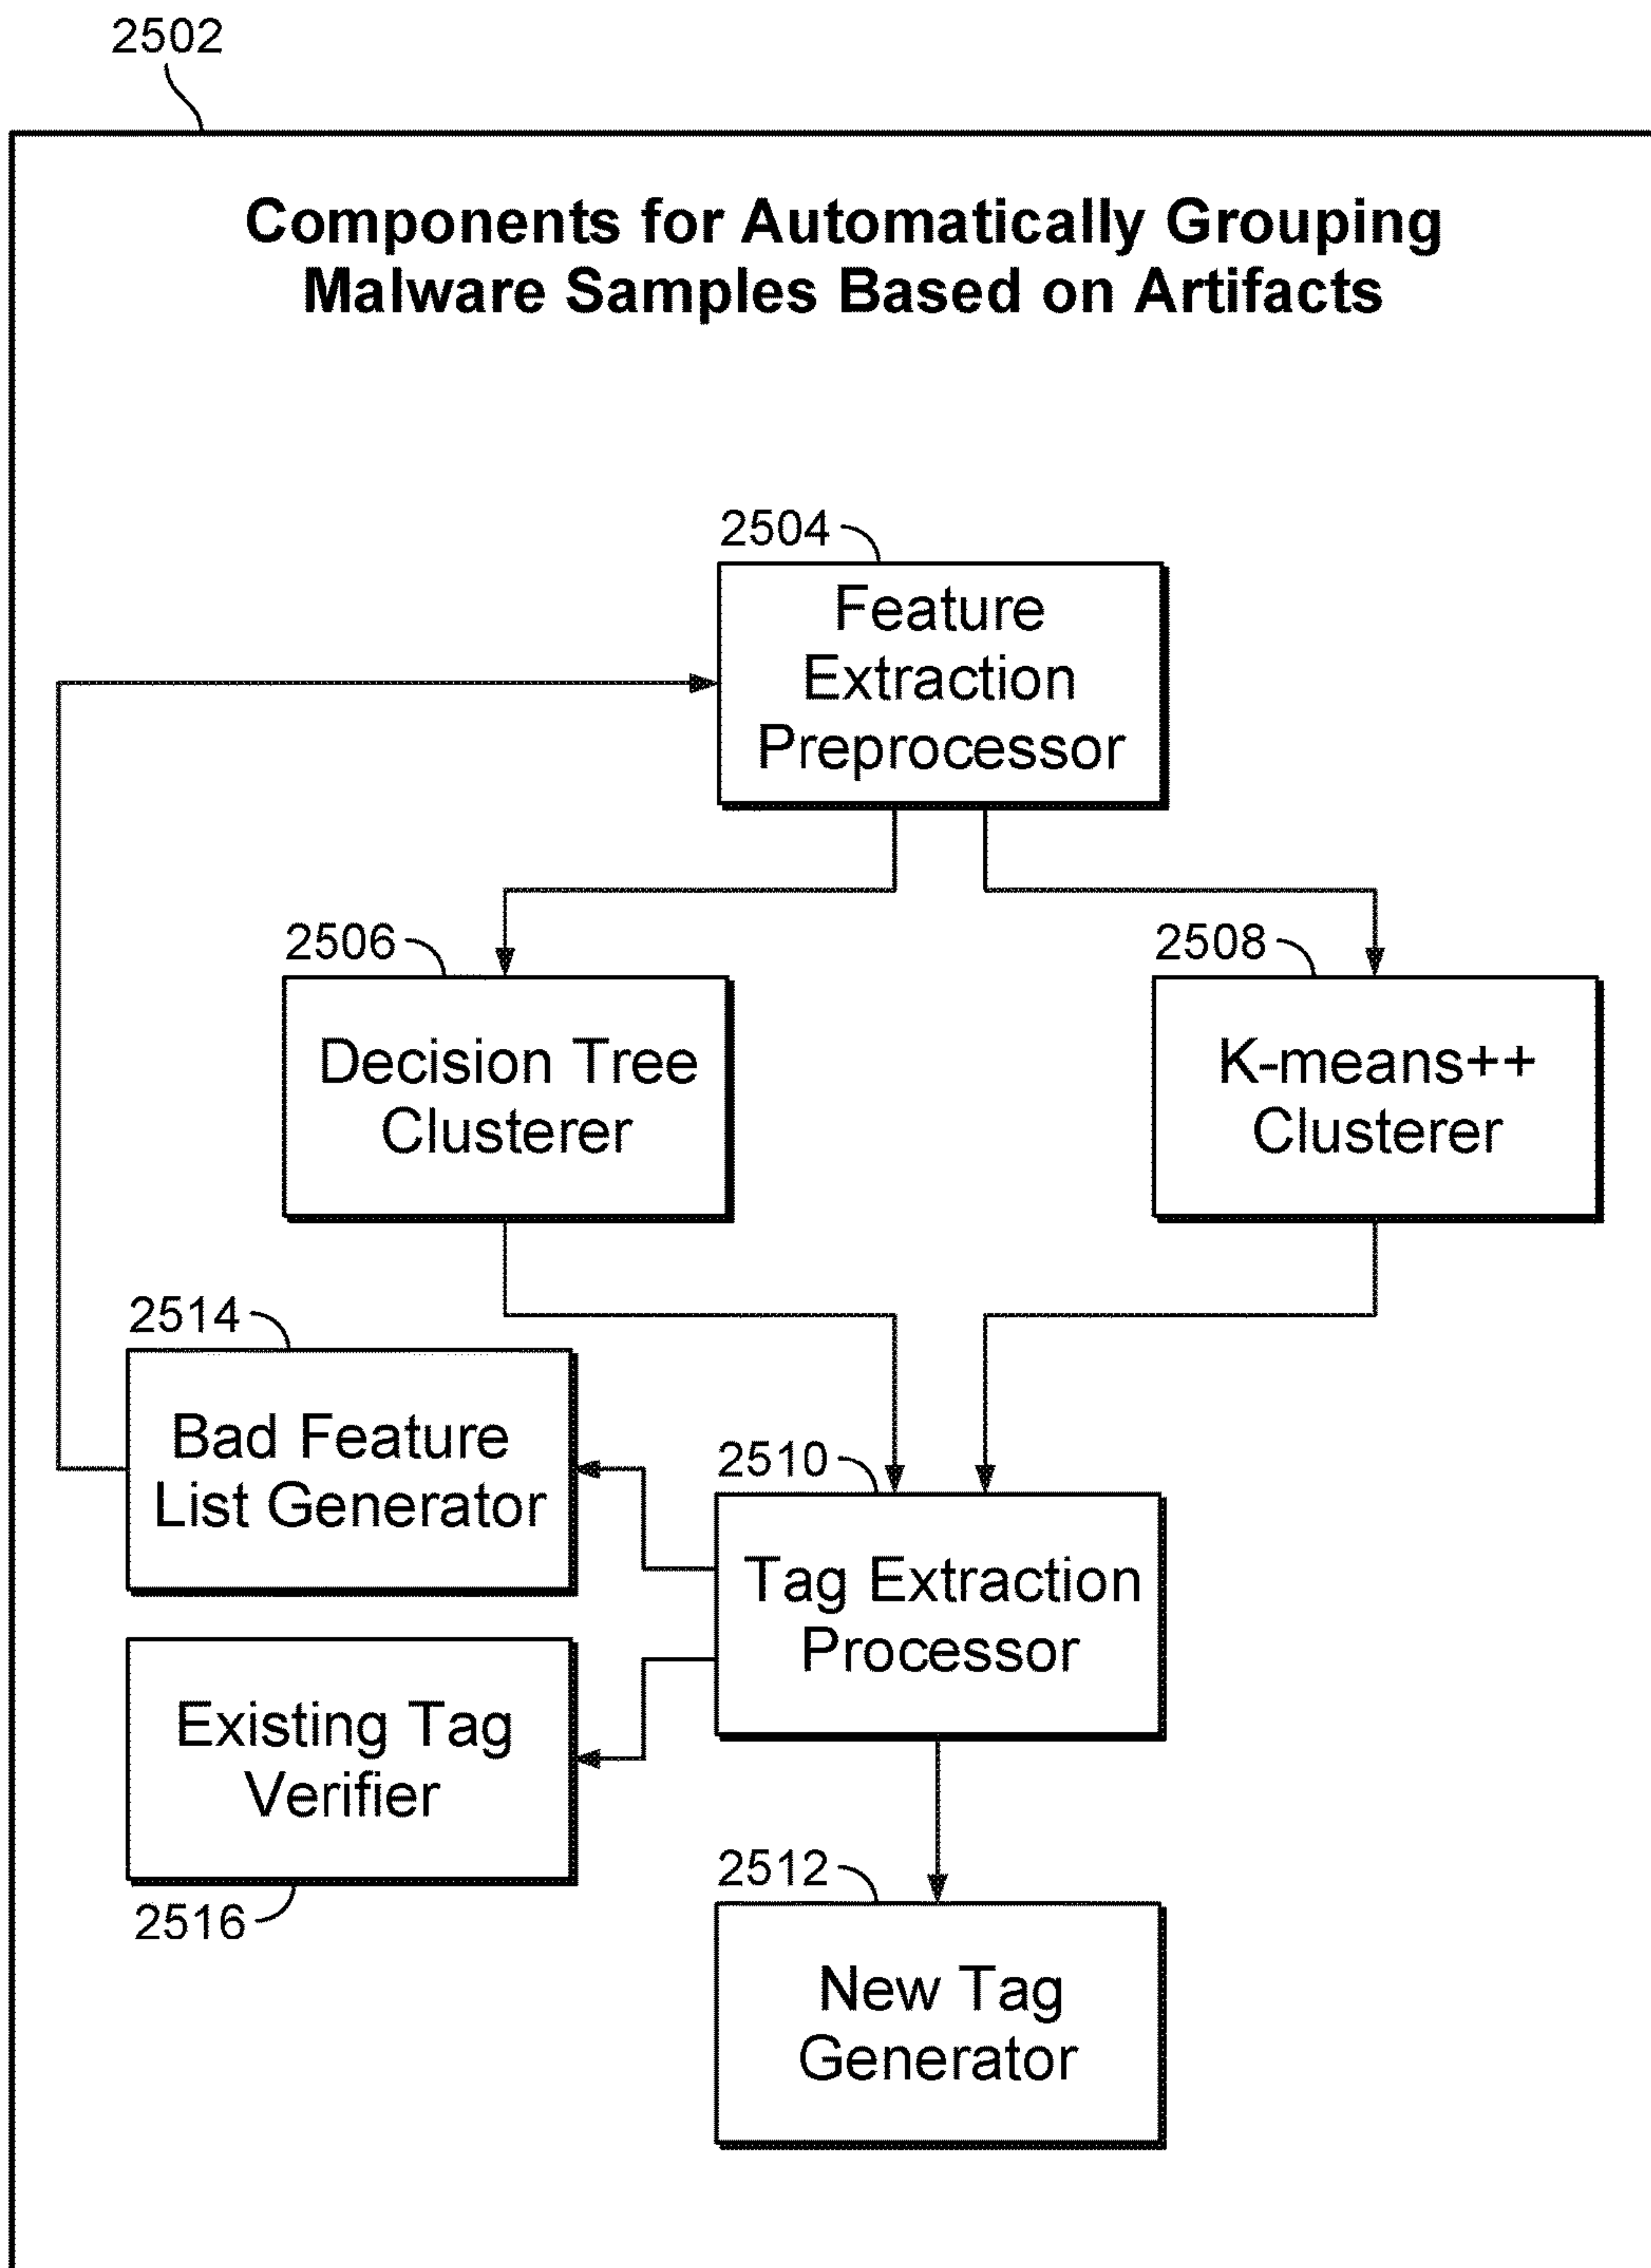 2502
Components for Automatically Grouping
Malware Samples Based on Artifacts
2504
Feature
Extraction
Preprocessor
2506
Decision Tree
Clusterer
2508
K-means++
Clusterer
2514
Bad Feature
List Generator
2510
Tag Extraction
Processor
Existing Tag
Verifier
2516
2512
New Tag
Generator